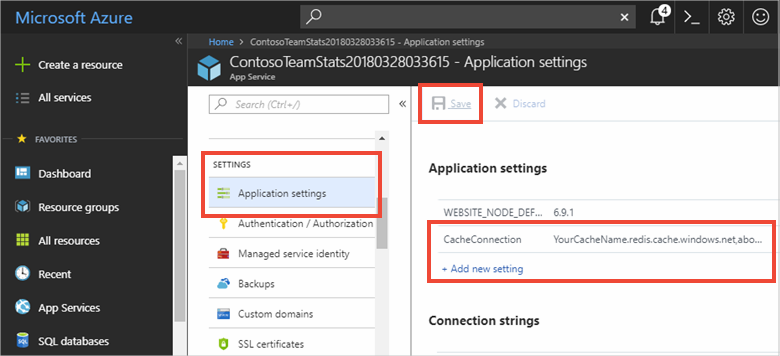 Microsoft Azure
4
Create a resource
All services
FAVORITES
Dashboard
Resource groups
All resources
Recent
App Services
SQL databases
Home > ContosoTeamStats20180328033615 - Application settings
ContosoTeamStats20180328033615 - Application settings
App Service
Search (Ctrl+/)
SETTINGS
Application settings
Authentication / Authorization
Managed service identity
Backups
Custom domains
SSL certificates
Save Discard
Application settings
WEBSITE_NODE_DEF... 6.9.1
CacheConnection YourCacheName.redis.cache.windows.net,abo...
+ Add new setting
Connection strings